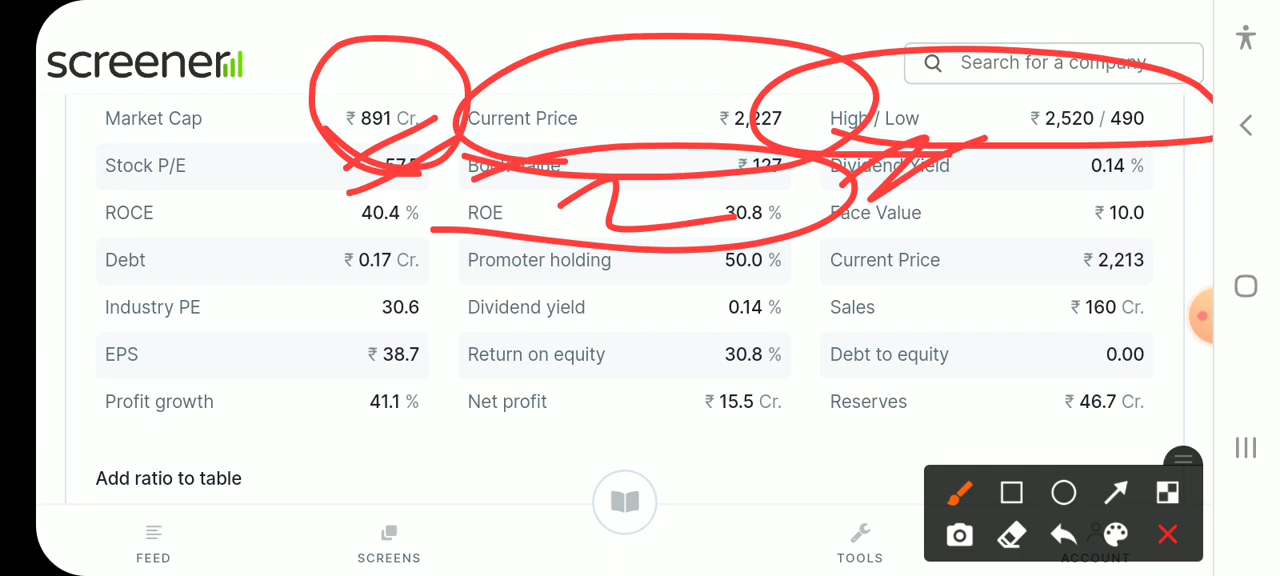 screener
Search for a company
Market Cap ₹ 891 Cr. Current Price ₹ 2,227 High / Low ₹ 2,520 / 490
Stock P/E Book Value ₹ 127 Dividend Yield 0.14 %
ROCE 40.4 % ROE 30.8 % Face Value ₹ 10.0
Debt ₹ 0.17 Cr. Promoter holding 50.0 % Current Price ₹ 2,213
Industry PE 30.6 Dividend yield 0.14 % Sales ₹ 160 Cr.
EPS ₹ 38.7 Return on equity 30.8 % Debt to equity 0.00
Profit growth 41.1 % Net profit ₹ 15.5 Cr. Reserves ₹ 46.7 Cr.
Add ratio to table
FEED SCREENS TOOLS ACCOUNT